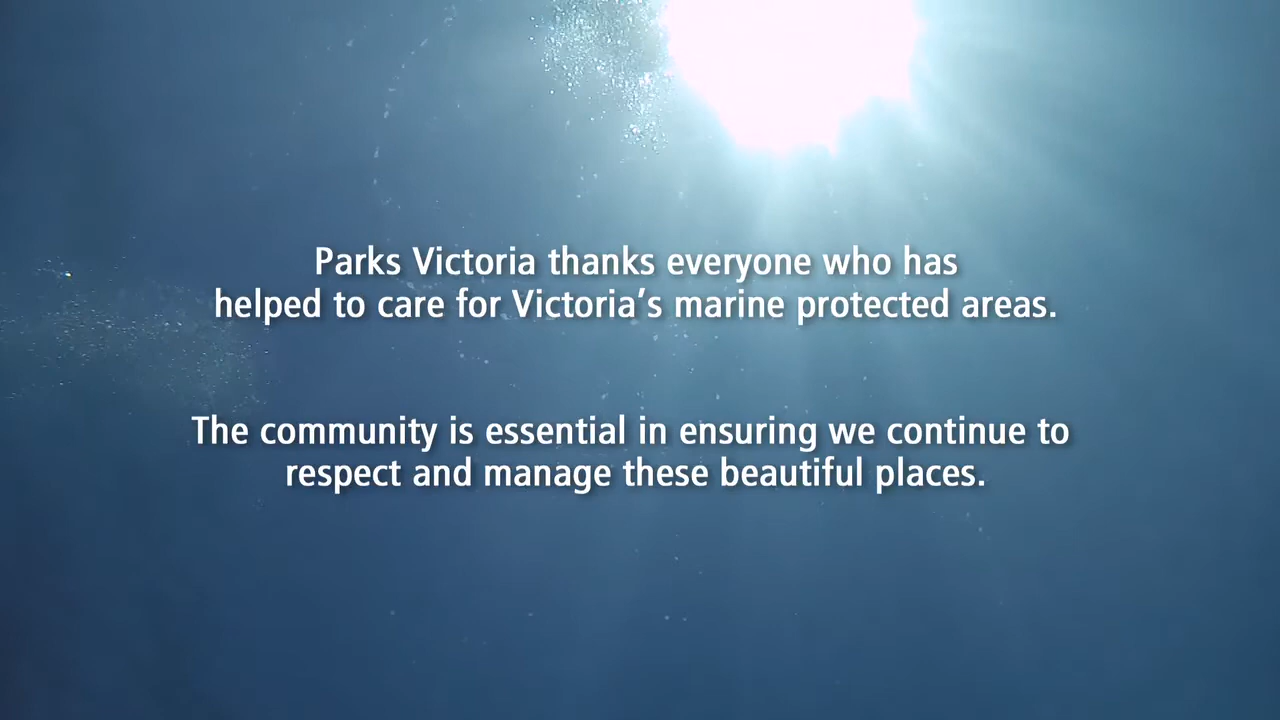 Parks Victoria thanks everyone who has
helped to care for Victoria’s marine protected areas.
The community is essential in ensuring we continue to
respect and manage these beautiful places.